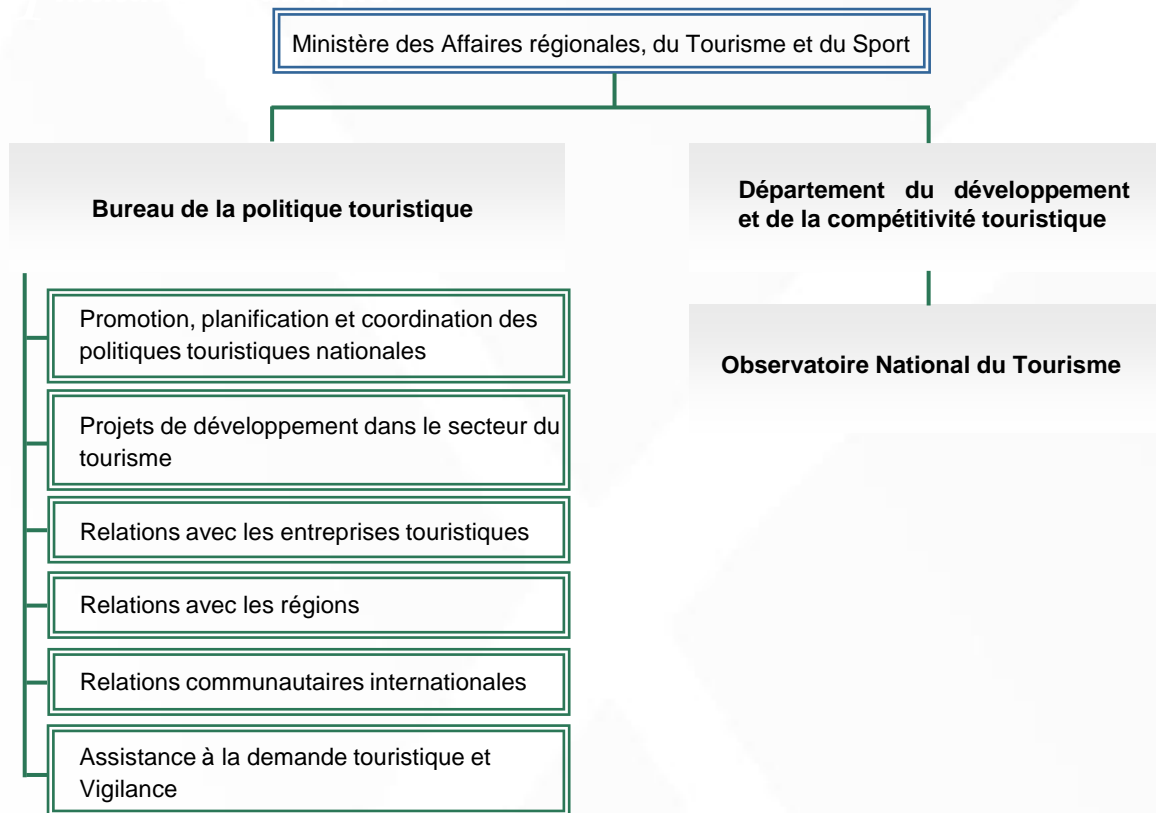 Ministère des Affaires régionales, du Tourisme et du Sport
Bureau de la politique touristique
Département du développement
et de la compétitivité touristique
Promotion, planification et coordination des
politiques touristiques nationales
Observatoire National du Tourisme
Projets de développement dans le secteur du
tourisme
Relations avec les entreprises touristiques
Relations avec les régions
Relations communautaires internationales
Assistance à la demande touristique et
Vigilance